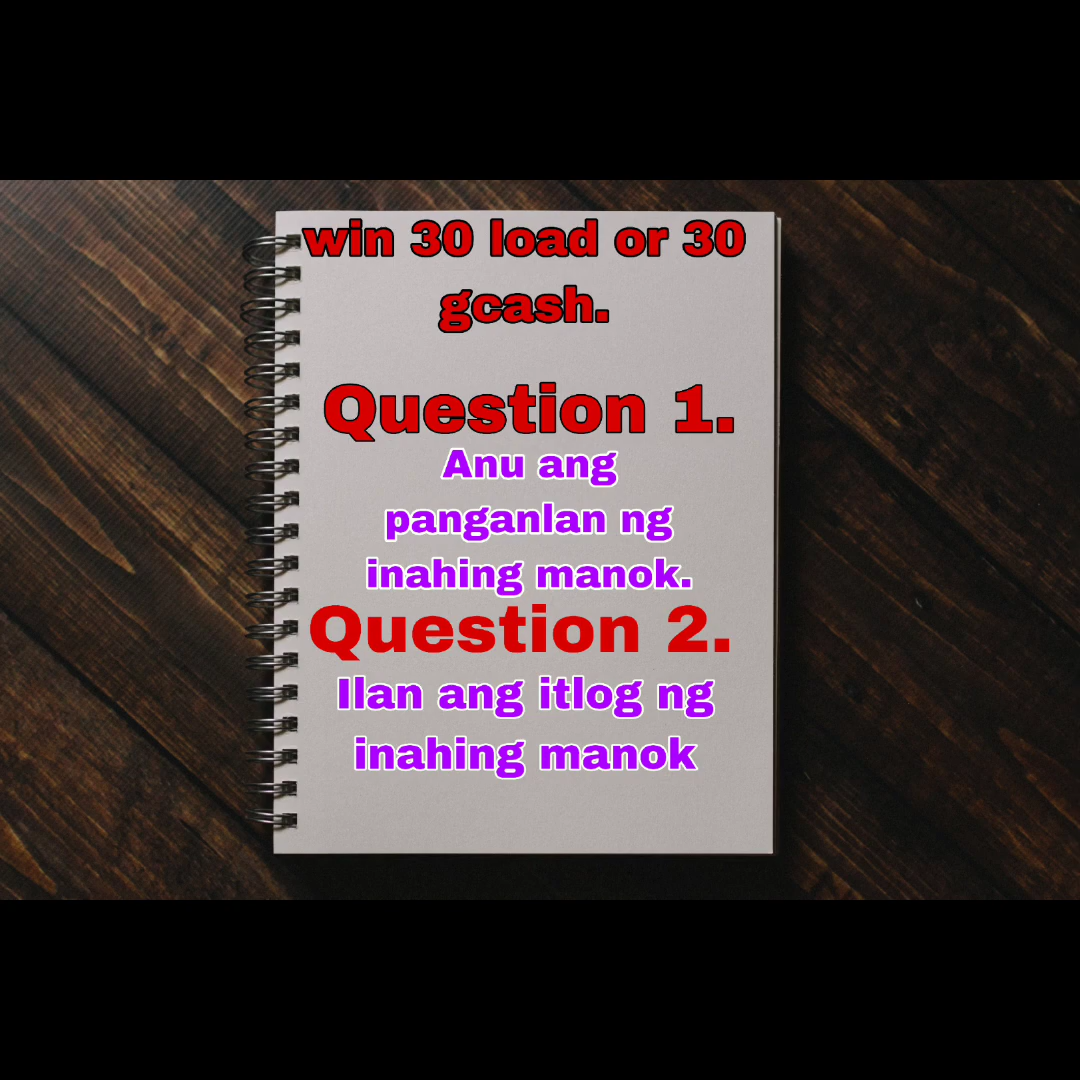 win 30 load or 30
gcash.
Question 1.
Anu ang
panganlan ng
inahing manok.
Question 2.
Ilan ang itlog ng
inahing manok